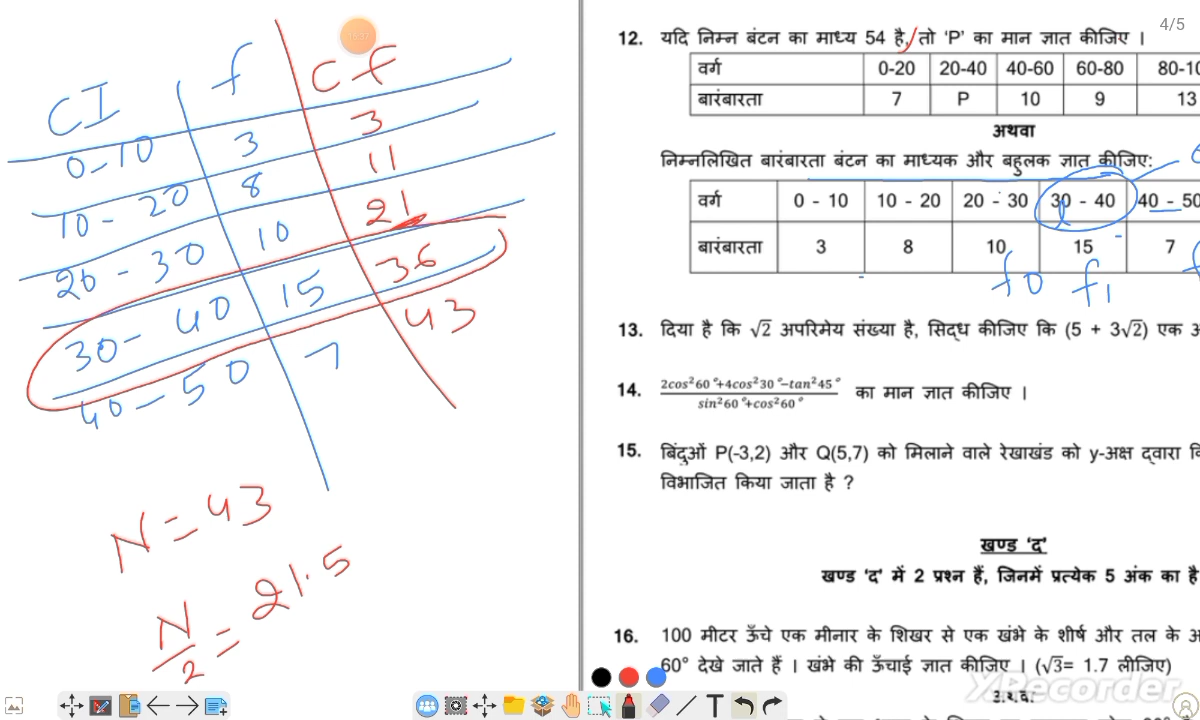 4/5
CI f Cf
0-10 3 3
10-20 8 11
20-30 10 21
30-40 15 36
40-50 7 43
N=43
N/2 = 21.5
12. यदि निम्न बंटन का माध्य 54 है, तो 'P' का मान ज्ञात कीजिए ।
वर्ग 0-20 20-40 40-60 60-80 80-10
बारंबारता 7 P 10 9 13
अथवा
निम्नलिखित बारंबारता बंटन का माध्यक और बहुलक ज्ञात कीजिए:
वर्ग 0 - 10 10 - 20 20 - 30 30 - 40 40 - 50
l
बारंबारता 3 8 10 15 7
f0 f1
13. दिया है कि √2 अपरिमेय संख्या है, सिद्ध कीजिए कि (5 + 3√2) एक
14. 2cos²60°+4cos²30°−tan²45° / sin²60°+cos²60° का मान ज्ञात कीजिए ।
15. बिंदुओं P(-3,2) और Q(5,7) को मिलाने वाले रेखाखंड को y-अक्ष द्वारा
विभाजित किया जाता है ?
खण्ड 'द'
खण्ड 'द' में 2 प्रश्न हैं, जिनमें प्रत्येक 5 अंक का है
16. 100 मीटर ऊँचे एक मीनार के शिखर से एक खंभे के शीर्ष और तल के
60° देखे जाते हैं । खंभे की ऊँचाई ज्ञात कीजिए । (√3= 1.7 लीजिए)
XRecorder
अथवा
T